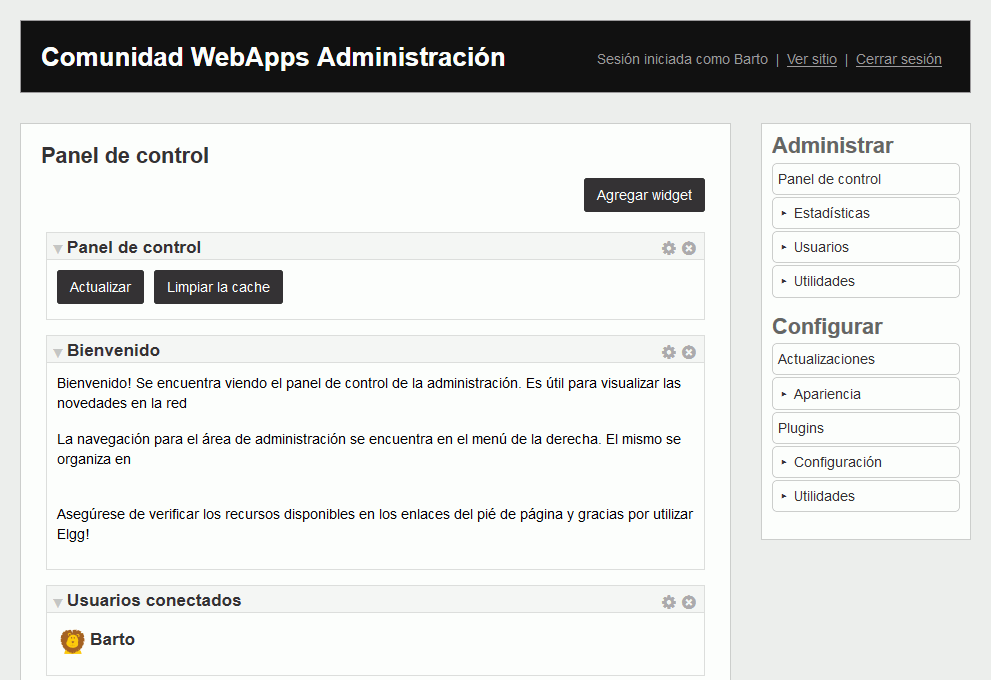 Comunidad WebApps Administración
Sesión iniciada como Barto | Ver sitio | Cerrar sesión
Panel de control
Agregar widget
Panel de control
Actualizar
Limpiar la cache
Bienvenido
Bienvenido! Se encuentra viendo el panel de control de la administración. Es útil para visualizar las
novedades en la red
La navegación para el área de administración se encuentra en el menú de la derecha. El mismo se
organiza en
Asegúrese de verificar los recursos disponibles en los enlaces del pié de página y gracias por utilizar
Elgg!
Usuarios conectados
Barto
Administrar
Panel de control
Estadísticas
Usuarios
Utilidades
Configurar
Actualizaciones
Apariencia
Plugins
Configuración
Utilidades